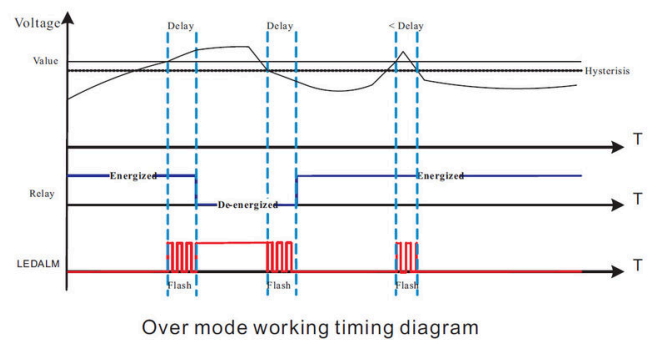 Voltage
Delay
Delay
< Delay
Value
Hysterisis
T
Energized
Energized
Relay
De-energized
T
LEDALM
T
Flash
Flash
Flash
Over mode working timing diagram